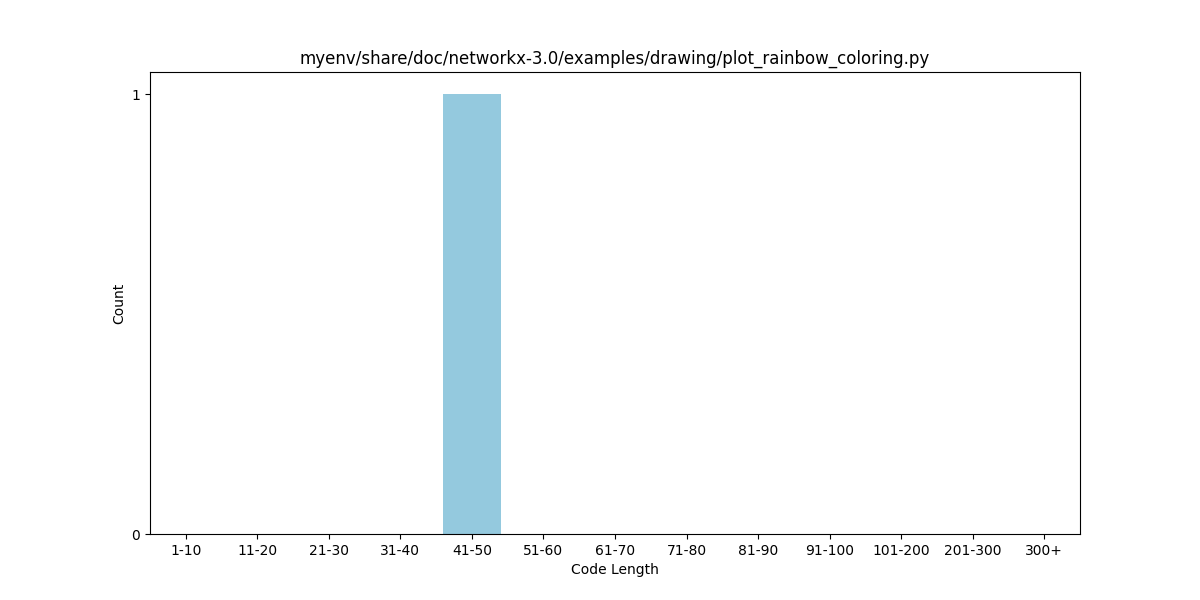 myenv/share/doc/networkx-3.0/examples/drawing/plot_rainbow_coloring.py
1
Count
0
1-10 11-20 21-30 31-40 41-50 51-60 61-70 71-80 81-90 91-100 101-200 201-300 300+
Code Length